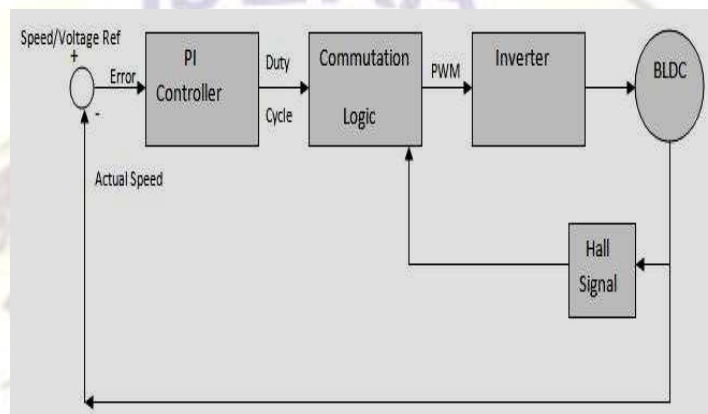 Speed/Voltage Ref
+
-
Error
PI
Controller
Duty
Cycle
Commutation
Logic
PWM
Inverter
BLDC
Actual Speed
Hall
Signal